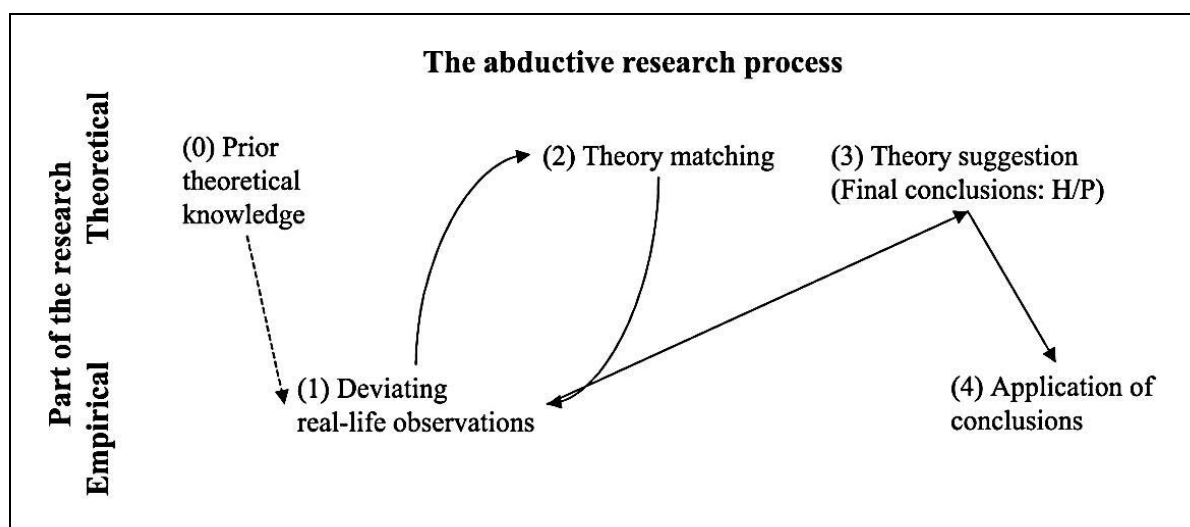 The abductive research process
Part of the research
Theoretical
Empirical
(0) Prior
theoretical
knowledge
(2) Theory matching
(3) Theory suggestion
(Final conclusions: H/P)
(1) Deviating
real-life observations
(4) Application of
conclusions